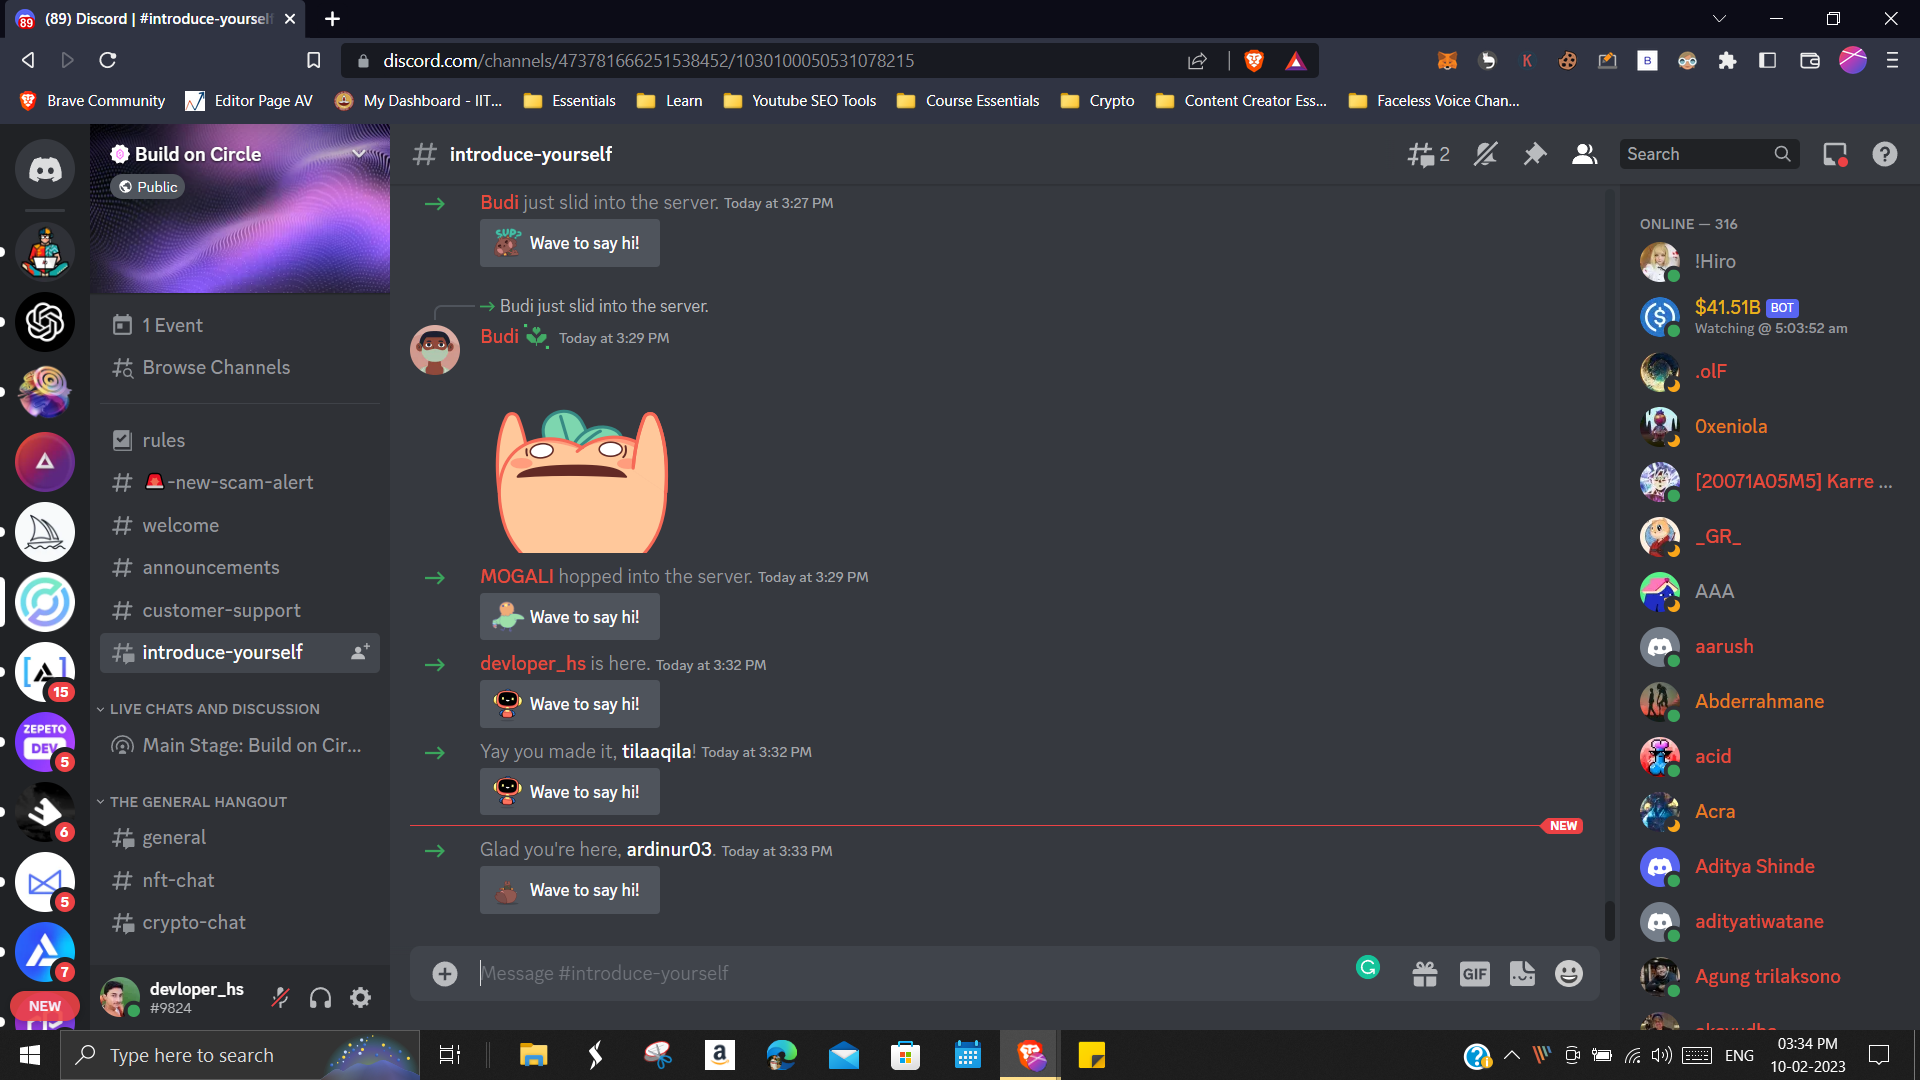 (89) Discord | #introduce-yourself
discord.com/channels/473781666251538452/1030100050531078215
Brave Community
Editor Page AV
My Dashboard - IIT...
Essentials
Learn
Youtube SEO Tools
Course Essentials
Crypto
Content Creator Ess...
Faceless Voice Chan...
89
K
B
Build on Circle
Public
1 Event
Browse Channels
rules
-new-scam-alert
welcome
announcements
customer-support
introduce-yourself
LIVE CHATS AND DISCUSSION
Main Stage: Build on Cir...
THE GENERAL HANGOUT
general
nft-chat
crypto-chat
devloper_hs
#9824
15
ZEPETO
DEV
5
6
5
7
NEW
introduce-yourself
2
Search
Budi just slid into the server. Today at 3:27 PM
SUP?
Wave to say hi!
Budi just slid into the server.
Budi Today at 3:29 PM
MOGALI hopped into the server. Today at 3:29 PM
Wave to say hi!
devloper_hs is here. Today at 3:32 PM
Wave to say hi!
Yay you made it, tilaaqila! Today at 3:32 PM
Wave to say hi!
NEW
Glad you're here, ardinur03. Today at 3:33 PM
Wave to say hi!
Message #introduce-yourself
GIF
ONLINE — 316
!Hiro
$41.51B BOT
Watching @ 5:03:52 am
.olF
0xeniola
[20071A05M5] Karre ...
_GR_
AAA
aarush
Abderrahmane
acid
Acra
Aditya Shinde
adityatiwatane
Agung trilaksono
Type here to search
ENG
03:34 PM
10-02-2023